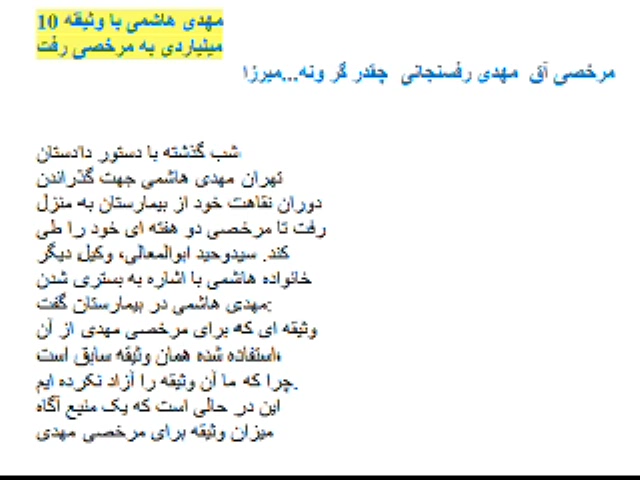 مهدی هاشمی با وثیقه 10
میلیاردی به مرخصی رفت
مرخصی آق مهدی رفسنجانی چقدر گر ونه...میرزا
شب گذشته با دستور دادستان
تهران مهدی هاشمی جهت گذراندن
دوران نقاهت خود از بیمارستان به منزل
رفت تا مرخصی دو هفته ای خود را طی
کند. سیدوحید ابوالمعالی، وکیل دیگر
خانواده هاشمی با اشاره به بستری شدن
مهدی هاشمی در بیمارستان گفت:
وثیقه ای که برای مرخصی مهدی از آن
استفاده شده همان وثیقه سابق است،
چرا که ما آن وثیقه را آزاد نکرده ایم.
این در حالی است که یک منبع آگاه
میزان وثیقه برای مرخصی مهدی